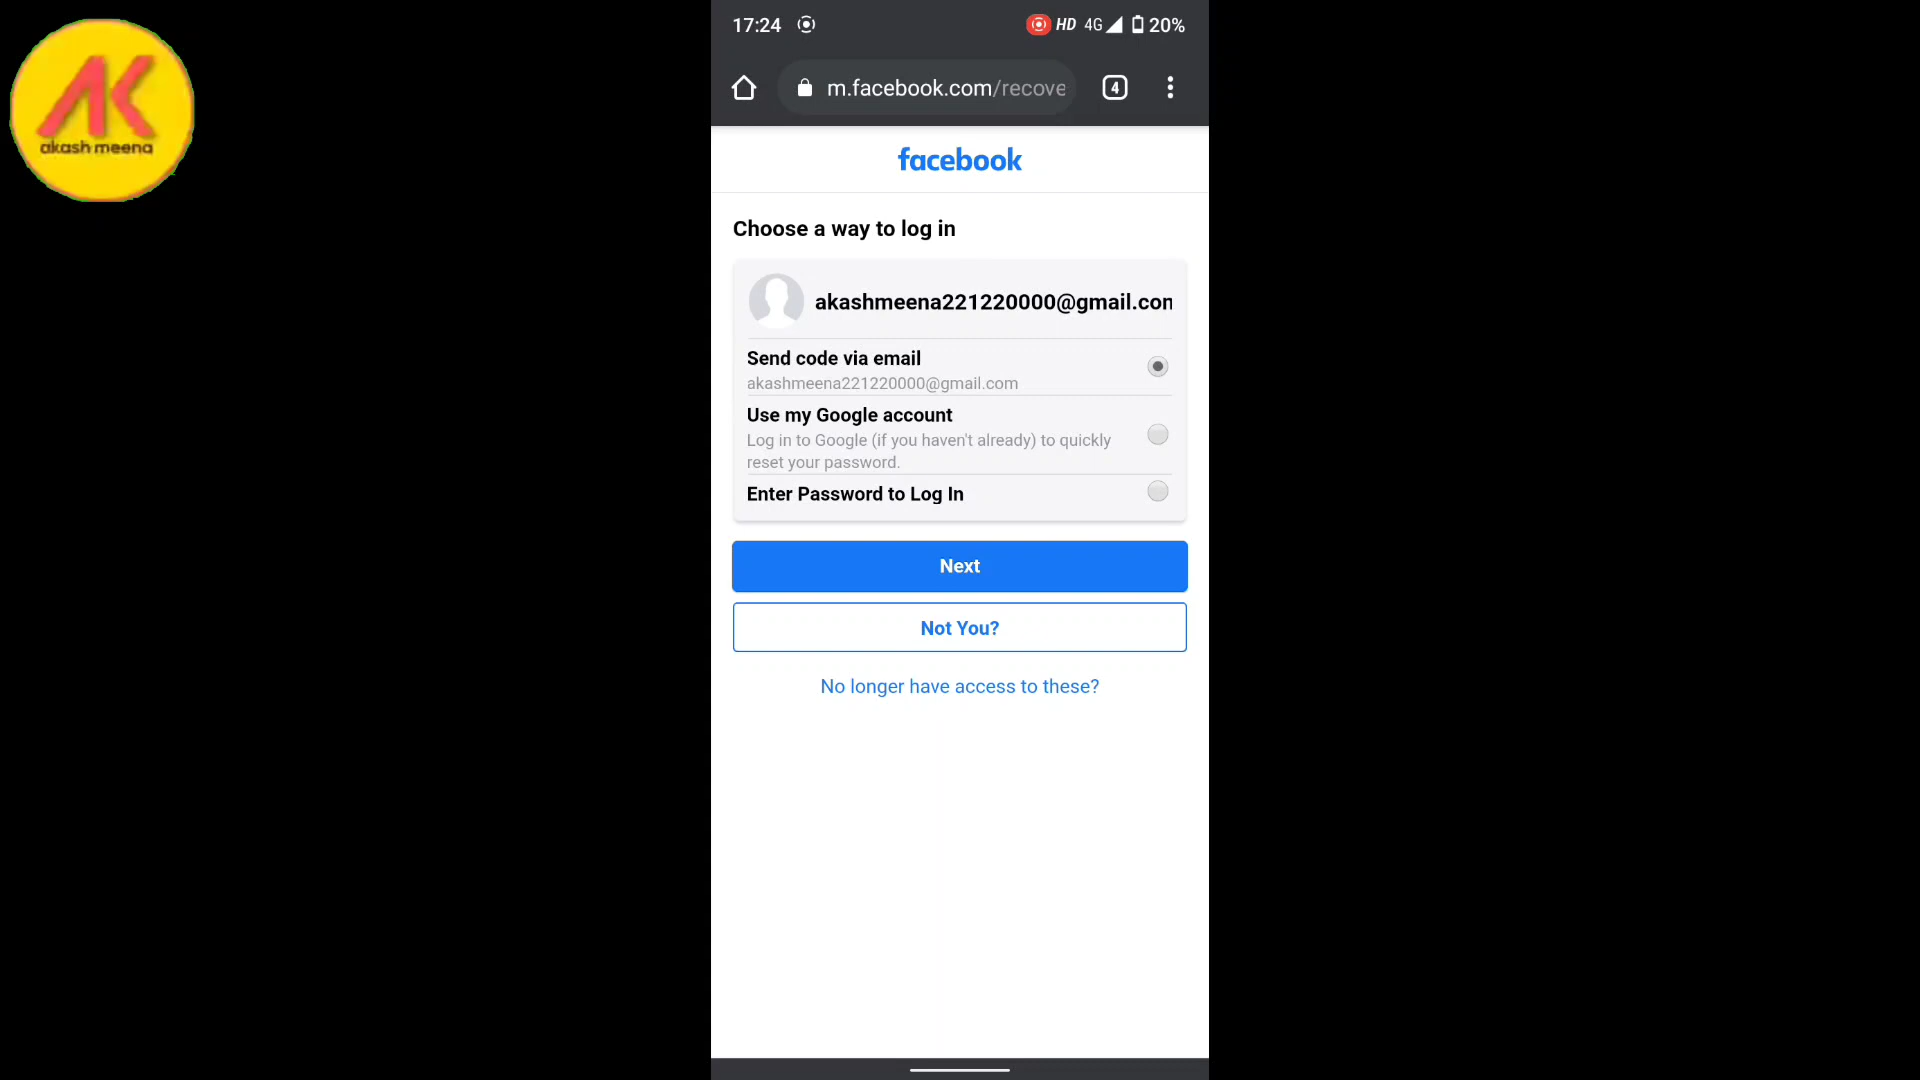 akash meena
17:24 HD 4G 20%
m.facebook.com/recove
4
facebook
Choose a way to log in
akashmeena221220000@gmail.con
Send code via email
akashmeena221220000@gmail.com
Use my Google account
Log in to Google (if you haven't already) to quickly
reset your password.
Enter Password to Log In
Next
Not You?
No longer have access to these?